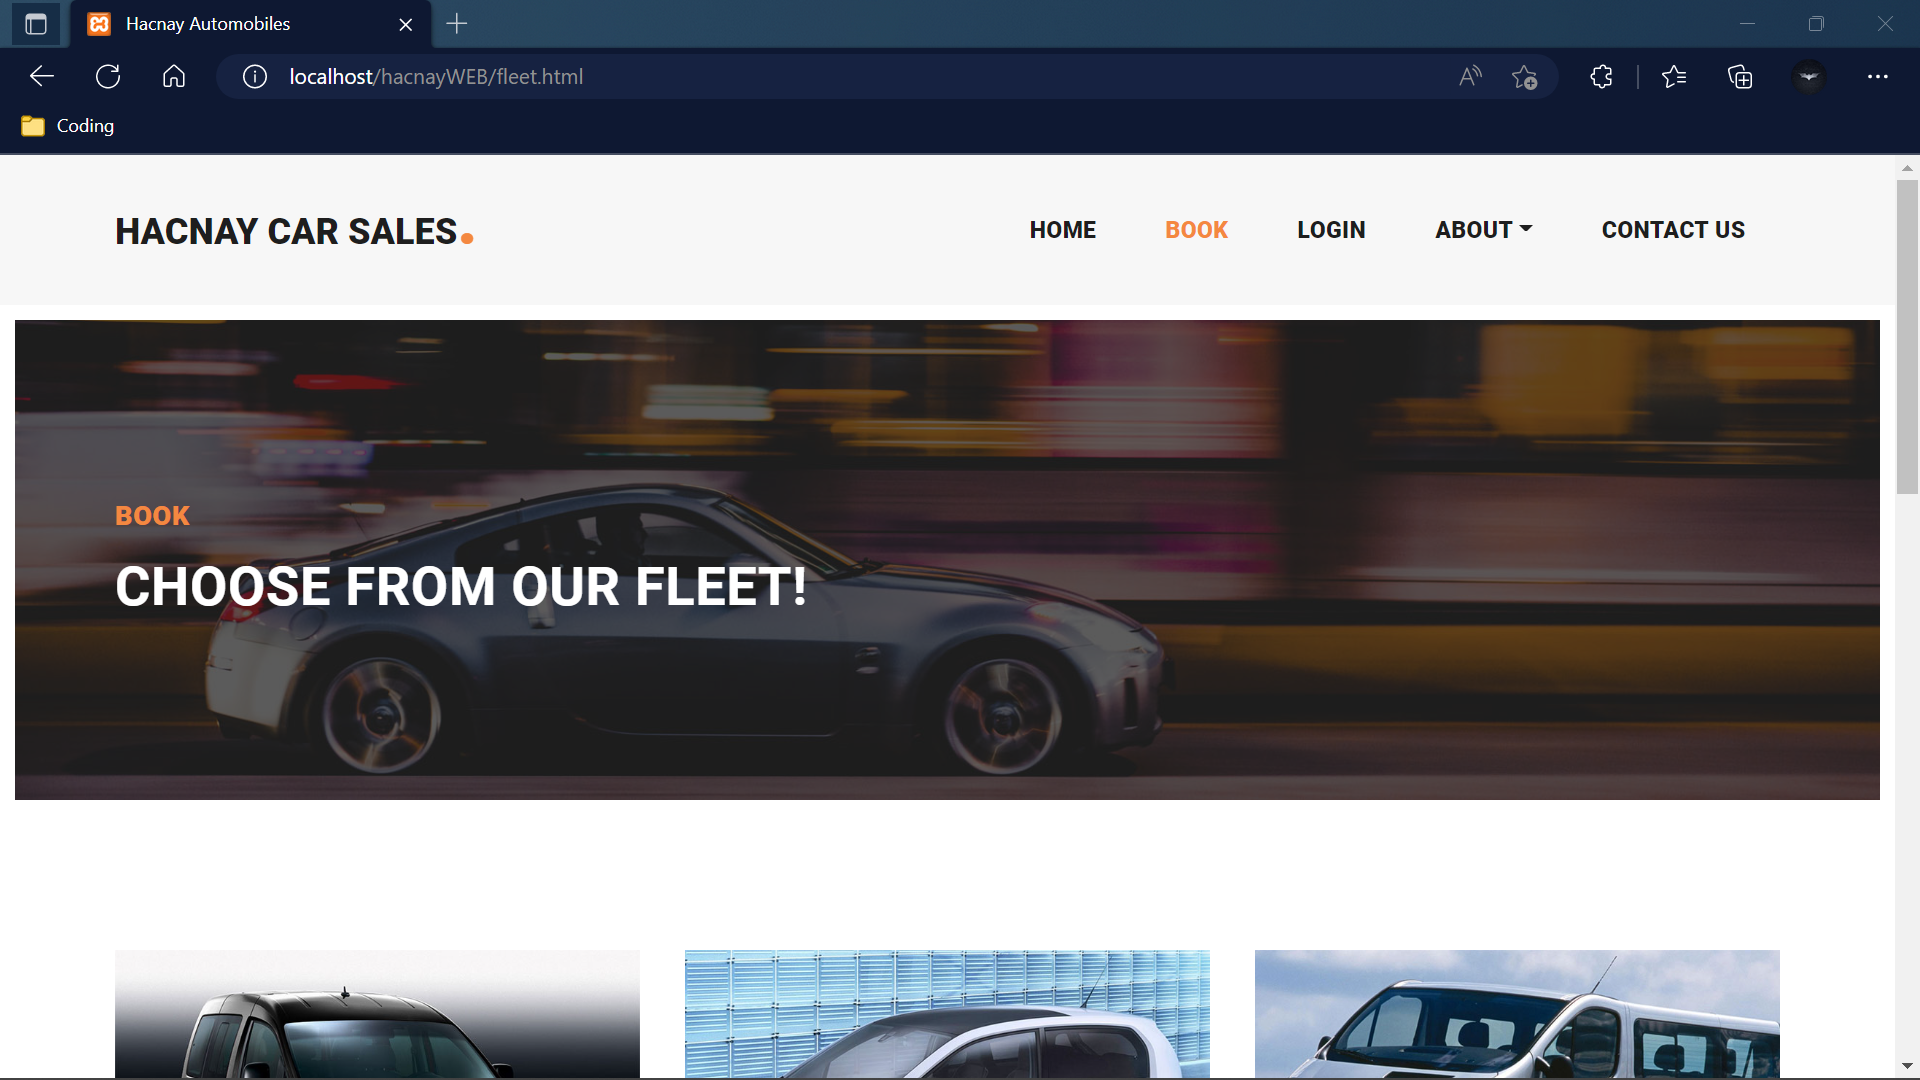 Hacnay Automobiles
localhost/hacnayWEB/fleet.html
Coding
HACNAY CAR SALES.
HOME BOOK LOGIN ABOUT CONTACT US
BOOK
CHOOSE FROM OUR FLEET!